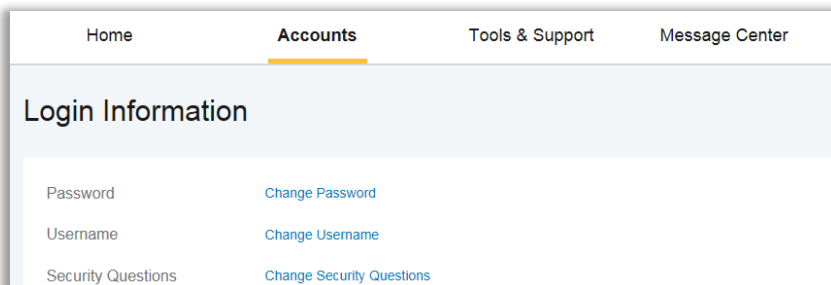 Home Accounts Tools & Support Message Center
Login Information
Password Change Password
Username Change Username
Security Questions Change Security Questions